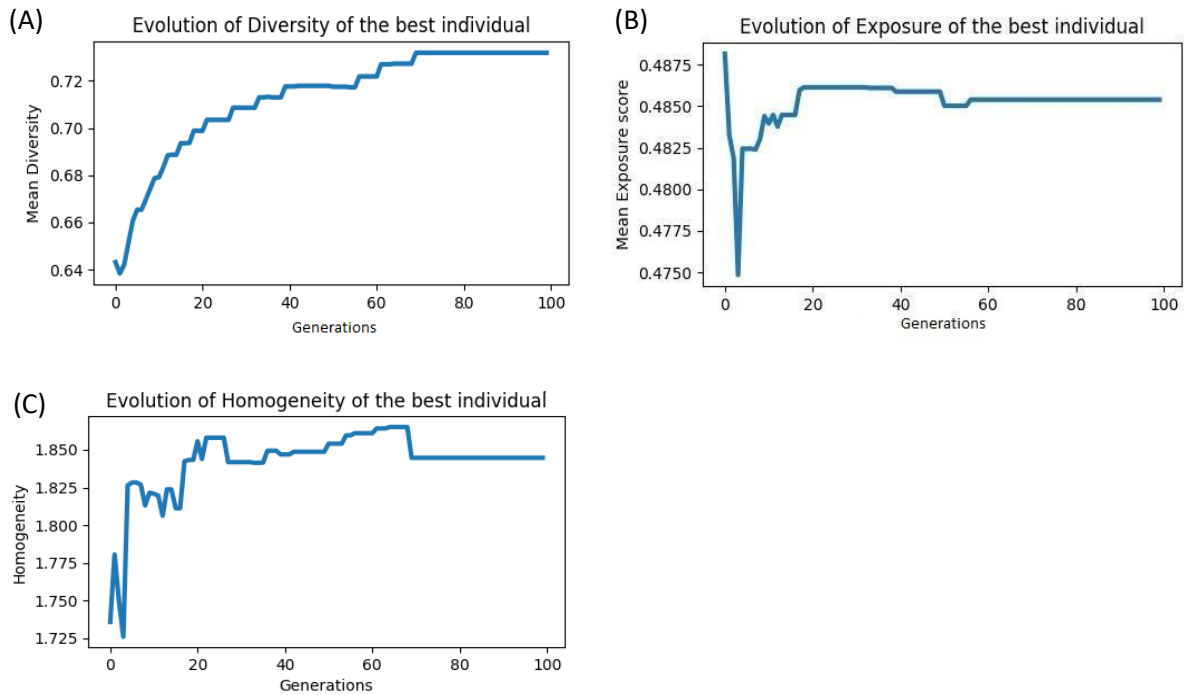 (A)
Evolution of Diversity of the best individual
Mean Diversity
0.72
0.70
0.68
0.66
0.64
0 20 40 60 80 100
Generations
(B)
Evolution of Exposure of the best individual
Mean Exposure score
0.4875
0.4850
0.4825
0.4800
0.4775
0.4750
0 20 40 60 80 100
Generations
(C)
Evolution of Homogeneity of the best individual
Homogeneity
1.850
1.825
1.800
1.775
1.750
1.725
0 20 40 60 80 100
Generations